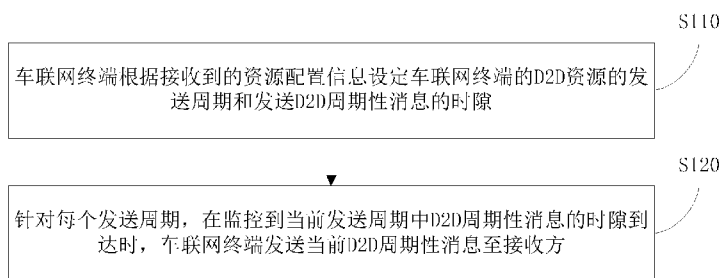 S110
车联网终端根据接收到的资源配置信息设定车联网终端的D2D资源的发
送周期和发送D2D周期性消息的时隙
S120
针对每个发送周期，在监控到当前发送周期中D2D周期性消息的时隙到
达时，车联网终端发送当前D2D周期性消息至接收方